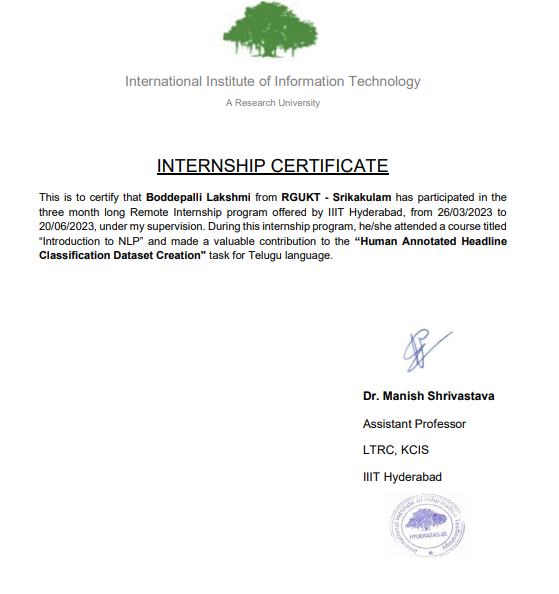 International Institute of Information Technology
A Research University
INTERNSHIP CERTIFICATE
This is to certify that Boddepalli Lakshmi from RGUKT - Srikakulam has participated in the
three month long Remote Internship program offered by IIIT Hyderabad, from 26/03/2023 to
20/06/2023, under my supervision. During this internship program, he/she attended a course titled
“Introduction to NLP” and made a valuable contribution to the “Human Annotated Headline
Classification Dataset Creation" task for Telugu language.
Dr. Manish Shrivastava
Assistant Professor
LTRC, KCIS
IIIT Hyderabad
International Institute of Information Technology
HYDERABAD-32.